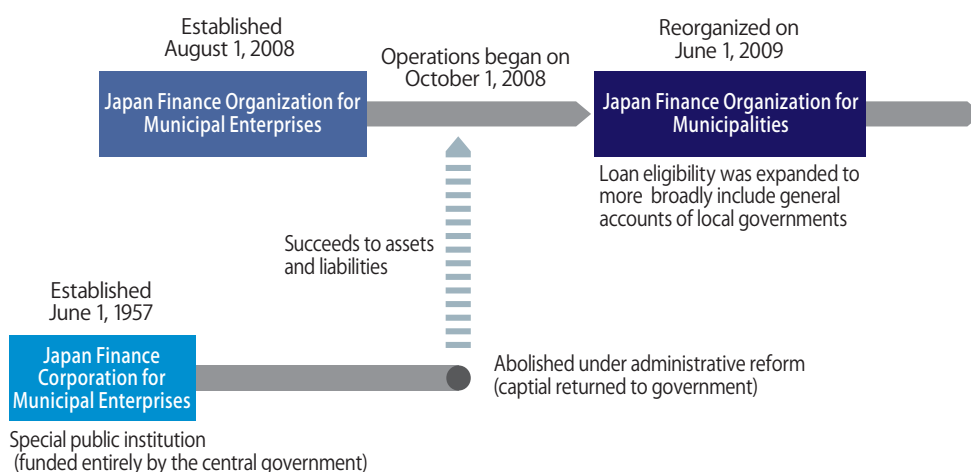 Established
August 1, 2008
Operations began on
October 1, 2008
Reorganized on
June 1, 2009
Japan Finance Organization for
Municipal Enterprises
Japan Finance Organization for
Municipalities
Loan eligibility was expanded to
more broadly include general
accounts of local governments
Succeeds to assets
and liabilities
Established
June 1, 1957
Japan Finance
Corporation for
Municipal Enterprises
Abolished under administrative reform
(captial returned to government)
Special public institution
(funded entirely by the central government)